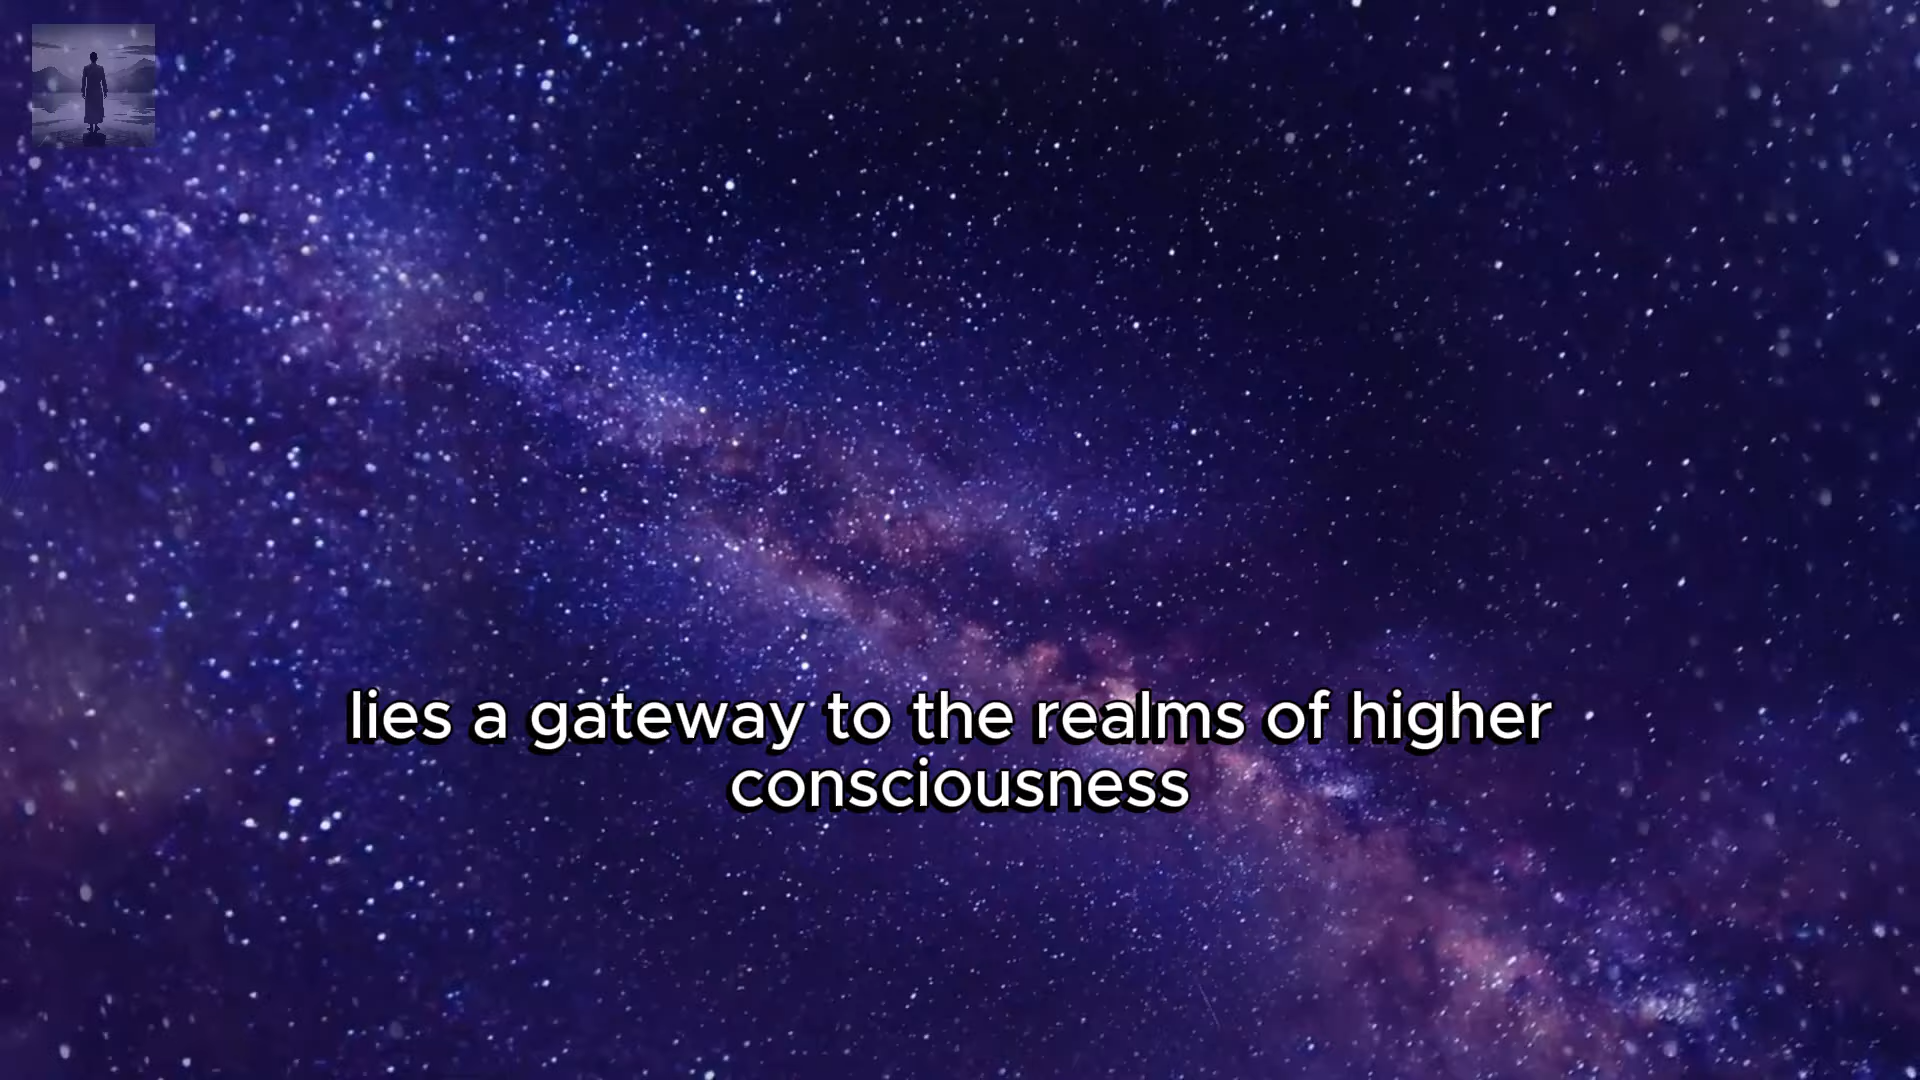 lies a gateway to the realms of higher
consciousness